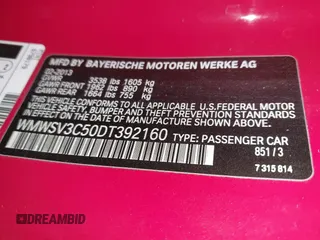 MFD BY BAYERISCHE MOTOREN WERKE AG
02-2013
GVWR 3538 lbs 1605 kg
GAWR FRONT 1962 lbs 890 kg
GAWR REAR 1664 lbs 755 kg
THIS VEHICLE CONFORMS TO ALL APPLICABLE
U.S. FEDERAL MOTOR VEHICLE SAFETY, BUMPER
AND THEFT PREVENTION STANDARDS
IN EFFECT ON THE DATE OF MANUFACTURE
SHOWN ABOVE.
WMWSV3C50DT392160 TYPE: PASSENGER CAR
851 / 3
7 315 814
DREAMBID